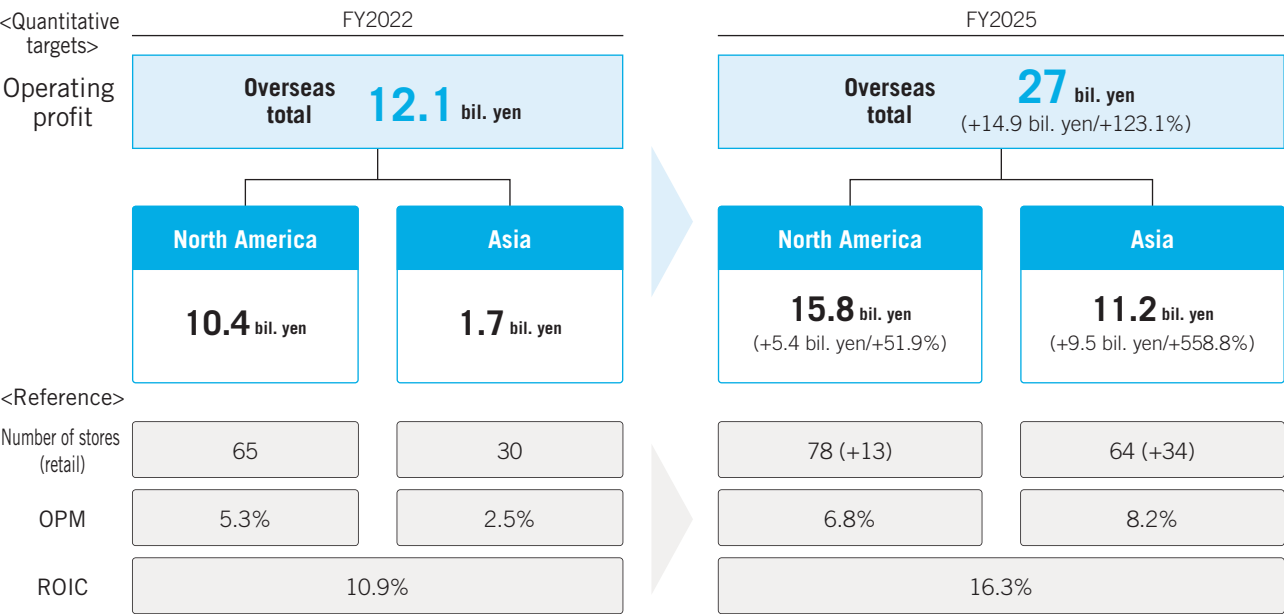 <Quantitative
targets>
FY2022
FY2025
Operating
profit
Overseas
total
12.1 bil. yen
Overseas
total
27 bil. yen
(+14.9 bil. yen/+123.1%)
North America
Asia
North America
Asia
10.4 bil. yen
1.7 bil. yen
15.8 bil. yen
(+5.4 bil. yen/+51.9%)
11.2 bil. yen
(+9.5 bil. yen/+558.8%)
<Reference>
Number of stores
(retail)
65
30
78 (+13)
64 (+34)
OPM
5.3%
2.5%
6.8%
8.2%
ROIC
10.9%
16.3%